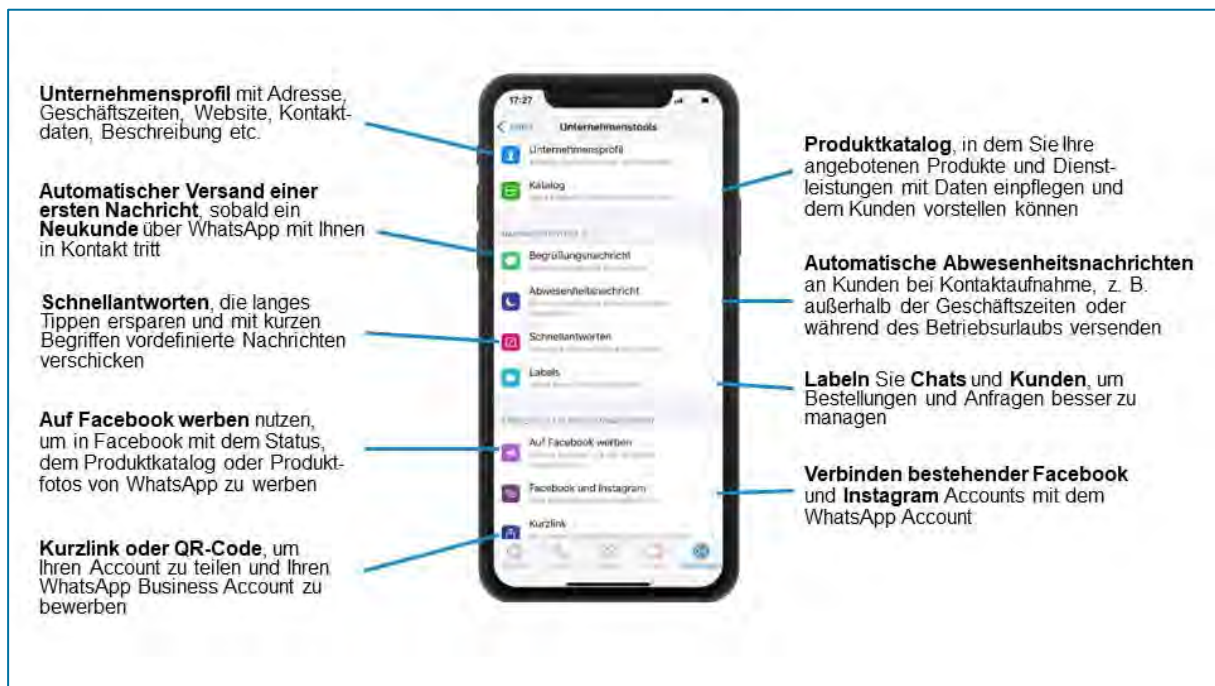 Unternehmensprofil mit Adresse,
Geschäftszeiten, Website, Kontakt-
daten, Beschreibung etc.
Automatischer Versand einer
ersten Nachricht, sobald ein
Neukunde über WhatsApp mit Ihnen
in Kontakt tritt
Schnellantworten, die langes
Tippen ersparen und mit kurzen
Begriffen vordefinierte Nachrichten
verschicken
Auf Facebook werben nutzen,
um in Facebook mit dem Status,
dem Produktkatalog oder Produkt-
fotos von WhatsApp zu werben
Kurzlink oder QR-Code, um
Ihren Account zu teilen und Ihren
WhatsApp Business Account zu
bewerben
17:27
Unternehmenstools
Unternehmensprofil
Katalog
Begrüßungsnachricht
Abwesenheitsnachricht
Schnellantworten
Labels
Auf Facebook werben
Facebook und Instagram
Kurzlink
Produktkatalog, in dem Sie Ihre
angebotenen Produkte und Dienst-
leistungen mit Daten einpflegen und
dem Kunden vorstellen können
Automatische Abwesenheitsnachrichten
an Kunden bei Kontaktaufnahme, z. B.
außerhalb der Geschäftszeiten oder
während des Betriebsurlaubs versenden
Labeln Sie Chats und Kunden, um
Bestellungen und Anfragen besser zu
managen
Verbinden bestehender Facebook
und Instagram Accounts mit dem
WhatsApp Account